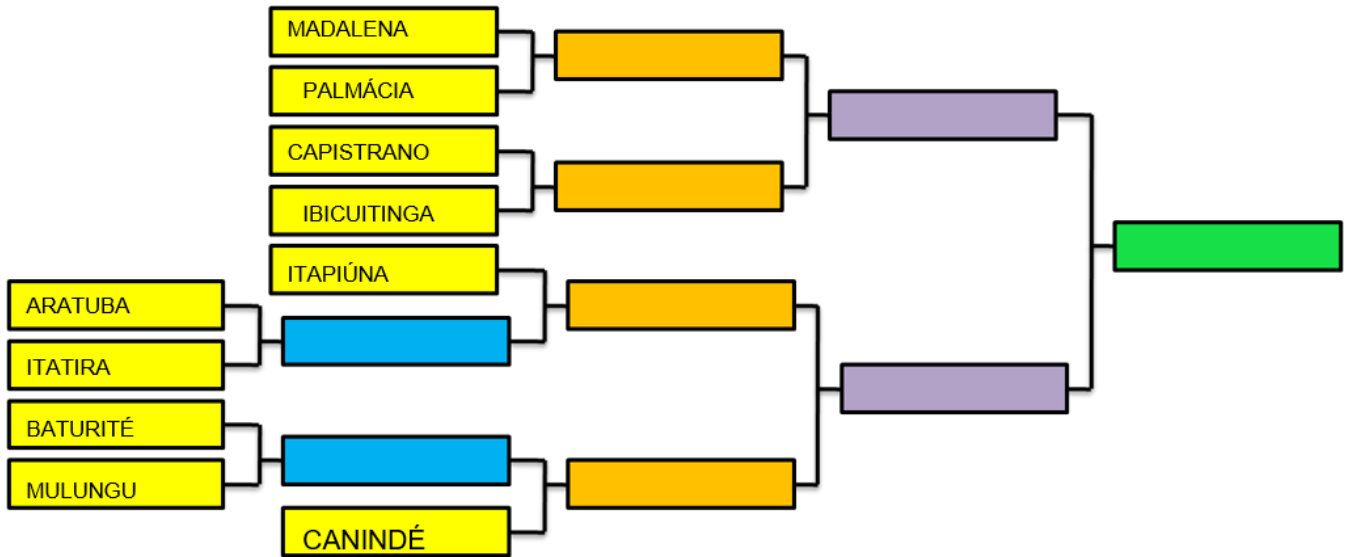 MADALENA
PALMÁCIA
CAPISTRANO
IBICUITINGA
ITAPIÚNA
ARATUBA
ITATIRA
BATURITÉ
MULUNGU
CANINDÉ